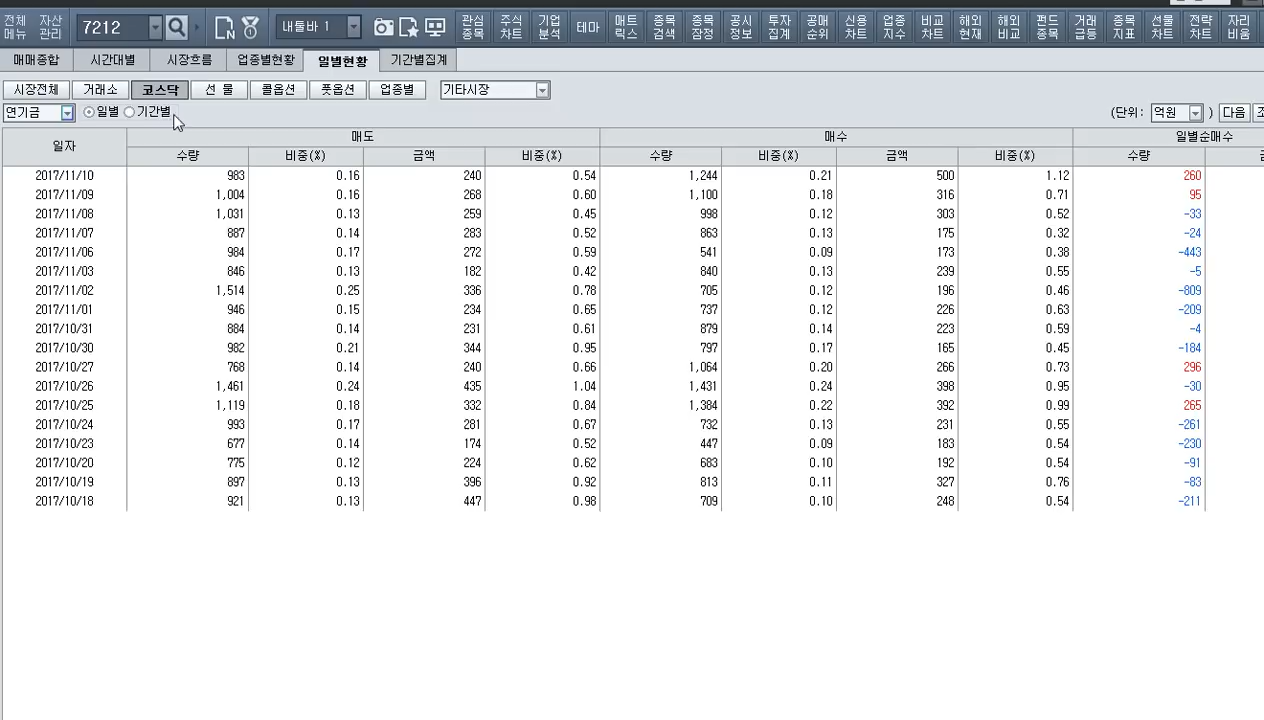 전체 자산 7212 내툴바 1 관심 주식 기업 테마 매트 종목 종목 공시 투자 공매 신용 업종 비교 해외 해외 펀드 거래 종목 선물 전략 자리
메뉴 관리 종목 차트 분석 릭스 검색 잠정 정보 집계 순위 차트 지수 차트 현재 비교 종목 급등 지표 차트 차트 비움
매매종합 시간대별 시장흐름 업종별현황 일별현황 기간별집계
시장전체 거래소 코스닥 선 물 콜옵션 풋옵션 업종별 기타시장
연기금 일별 기간별 (단위: 억원 ) 다음
일자 매도 매수 일별순매수
수량 비중(%) 금액 비중(%) 수량 비중(%) 금액 비중(%) 수량
2017/11/10 983 0.16 240 0.54 1,244 0.21 500 1.12 260
2017/11/09 1,004 0.16 268 0.60 1,100 0.18 316 0.71 95
2017/11/08 1,031 0.13 259 0.45 998 0.12 303 0.52 -33
2017/11/07 887 0.14 283 0.52 863 0.13 175 0.32 -24
2017/11/06 984 0.17 272 0.59 541 0.09 173 0.38 -443
2017/11/03 846 0.13 182 0.42 840 0.13 239 0.55 -5
2017/11/02 1,514 0.25 336 0.78 705 0.12 196 0.46 -809
2017/11/01 946 0.15 234 0.65 737 0.12 226 0.63 -209
2017/10/31 884 0.14 231 0.61 879 0.14 223 0.59 -4
2017/10/30 982 0.21 344 0.95 797 0.17 165 0.45 -184
2017/10/27 768 0.14 240 0.66 1,064 0.20 266 0.73 296
2017/10/26 1,461 0.24 435 1.04 1,431 0.24 398 0.95 -30
2017/10/25 1,119 0.18 332 0.84 1,384 0.22 392 0.99 265
2017/10/24 993 0.17 281 0.67 732 0.13 231 0.55 -261
2017/10/23 677 0.14 174 0.52 447 0.09 183 0.54 -230
2017/10/20 775 0.12 224 0.62 683 0.10 192 0.54 -91
2017/10/19 897 0.13 396 0.92 813 0.11 327 0.76 -83
2017/10/18 921 0.13 447 0.98 709 0.10 248 0.54 -211